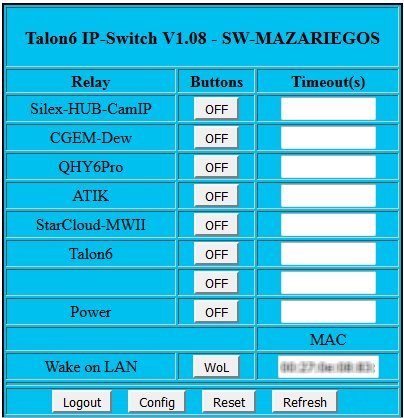 Talon6 IP-Switch V1.08 - SW-MAZARIEGOS
Relay Buttons Timeout(s)
Silex-HUB-CamIP OFF
CGEM-Dew OFF
QHY6Pro OFF
ATIK OFF
StarCloud-MWII OFF
Talon6 OFF
OFF
Power OFF
MAC
Wake on LAN WoL
Logout Config Reset Refresh